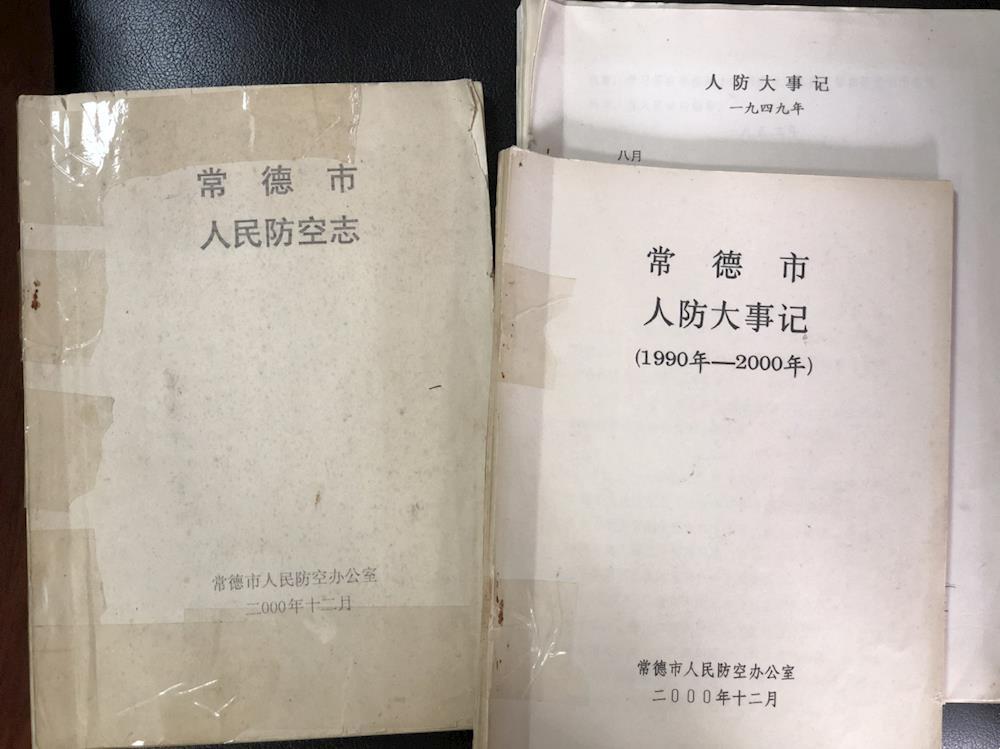 常德市
人民防空志
常德市人民防空办公室
二000年十二月
人防大事记
一九四九年
八月
常德市
人防大事记
(1990年—2000年)
常德市人民防空办公室
二000年十二月